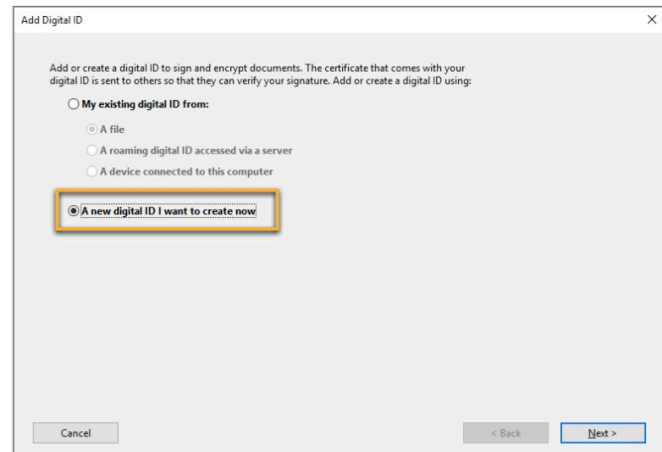 Add Digital ID
Add or create a digital ID to sign and encrypt documents. The certificate that comes with your
digital ID is sent to others so that they can verify your signature. Add or create a digital ID using:
My existing digital ID from:
A file
A roaming digital ID accessed via a server
A device connected to this computer
A new digital ID I want to create now
Cancel
< Back
Next >